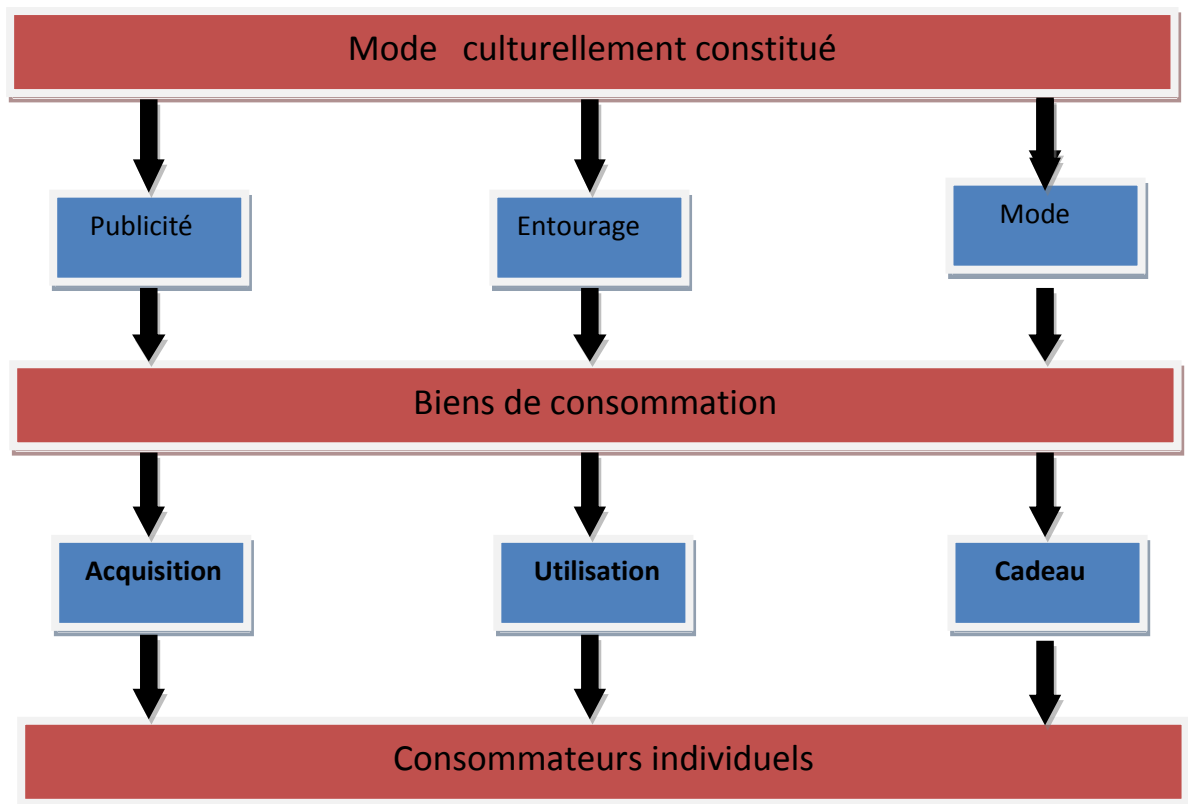 Mode culturellement constitué
Publicité
Entourage
Mode
Biens de consommation
Acquisition
Utilisation
Cadeau
Consommateurs individuels